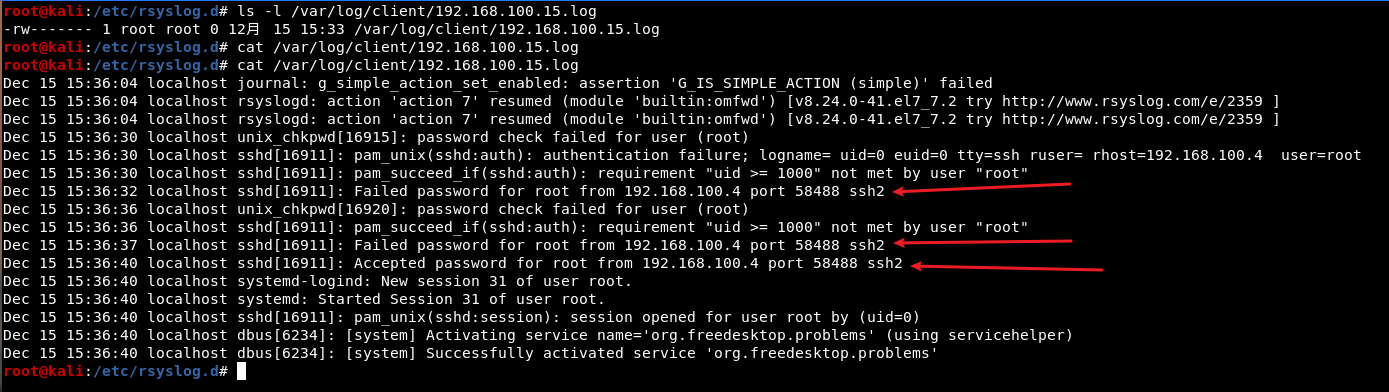 root@kali:/etc/rsyslog.d# ls -l /var/log/client/192.168.100.15.log
-rw------- 1 root root 0 12月 15 15:33 /var/log/client/192.168.100.15.log
root@kali:/etc/rsyslog.d# cat /var/log/client/192.168.100.15.log
root@kali:/etc/rsyslog.d# cat /var/log/client/192.168.100.15.log
Dec 15 15:36:04 localhost journal: g_simple_action_set_enabled: assertion 'G_IS_SIMPLE_ACTION (simple)' failed
Dec 15 15:36:04 localhost rsyslogd: action 'action 7' resumed (module 'builtin:omfwd') [v8.24.0-41.el7_7.2 try http://www.rsyslog.com/e/2359 ]
Dec 15 15:36:04 localhost rsyslogd: action 'action 7' resumed (module 'builtin:omfwd') [v8.24.0-41.el7_7.2 try http://www.rsyslog.com/e/2359 ]
Dec 15 15:36:30 localhost unix_chkpwd[16915]: password check failed for user (root)
Dec 15 15:36:30 localhost sshd[16911]: pam_unix(sshd:auth): authentication failure; logname= uid=0 euid=0 tty=ssh ruser= rhost=192.168.100.4  user=root
Dec 15 15:36:30 localhost sshd[16911]: pam_succeed_if(sshd:auth): requirement "uid >= 1000" not met by user "root"
Dec 15 15:36:32 localhost sshd[16911]: Failed password for root from 192.168.100.4 port 58488 ssh2
Dec 15 15:36:36 localhost unix_chkpwd[16920]: password check failed for user (root)
Dec 15 15:36:36 localhost sshd[16911]: pam_succeed_if(sshd:auth): requirement "uid >= 1000" not met by user "root"
Dec 15 15:36:37 localhost sshd[16911]: Failed password for root from 192.168.100.4 port 58488 ssh2
Dec 15 15:36:40 localhost sshd[16911]: Accepted password for root from 192.168.100.4 port 58488 ssh2
Dec 15 15:36:40 localhost systemd-logind: New session 31 of user root.
Dec 15 15:36:40 localhost systemd: Started Session 31 of user root.
Dec 15 15:36:40 localhost sshd[16911]: pam_unix(sshd:session): session opened for user root by (uid=0)
Dec 15 15:36:40 localhost dbus[6234]: [system] Activating service name='org.freedesktop.problems' (using servicehelper)
Dec 15 15:36:40 localhost dbus[6234]: [system] Successfully activated service 'org.freedesktop.problems'
root@kali:/etc/rsyslog.d#